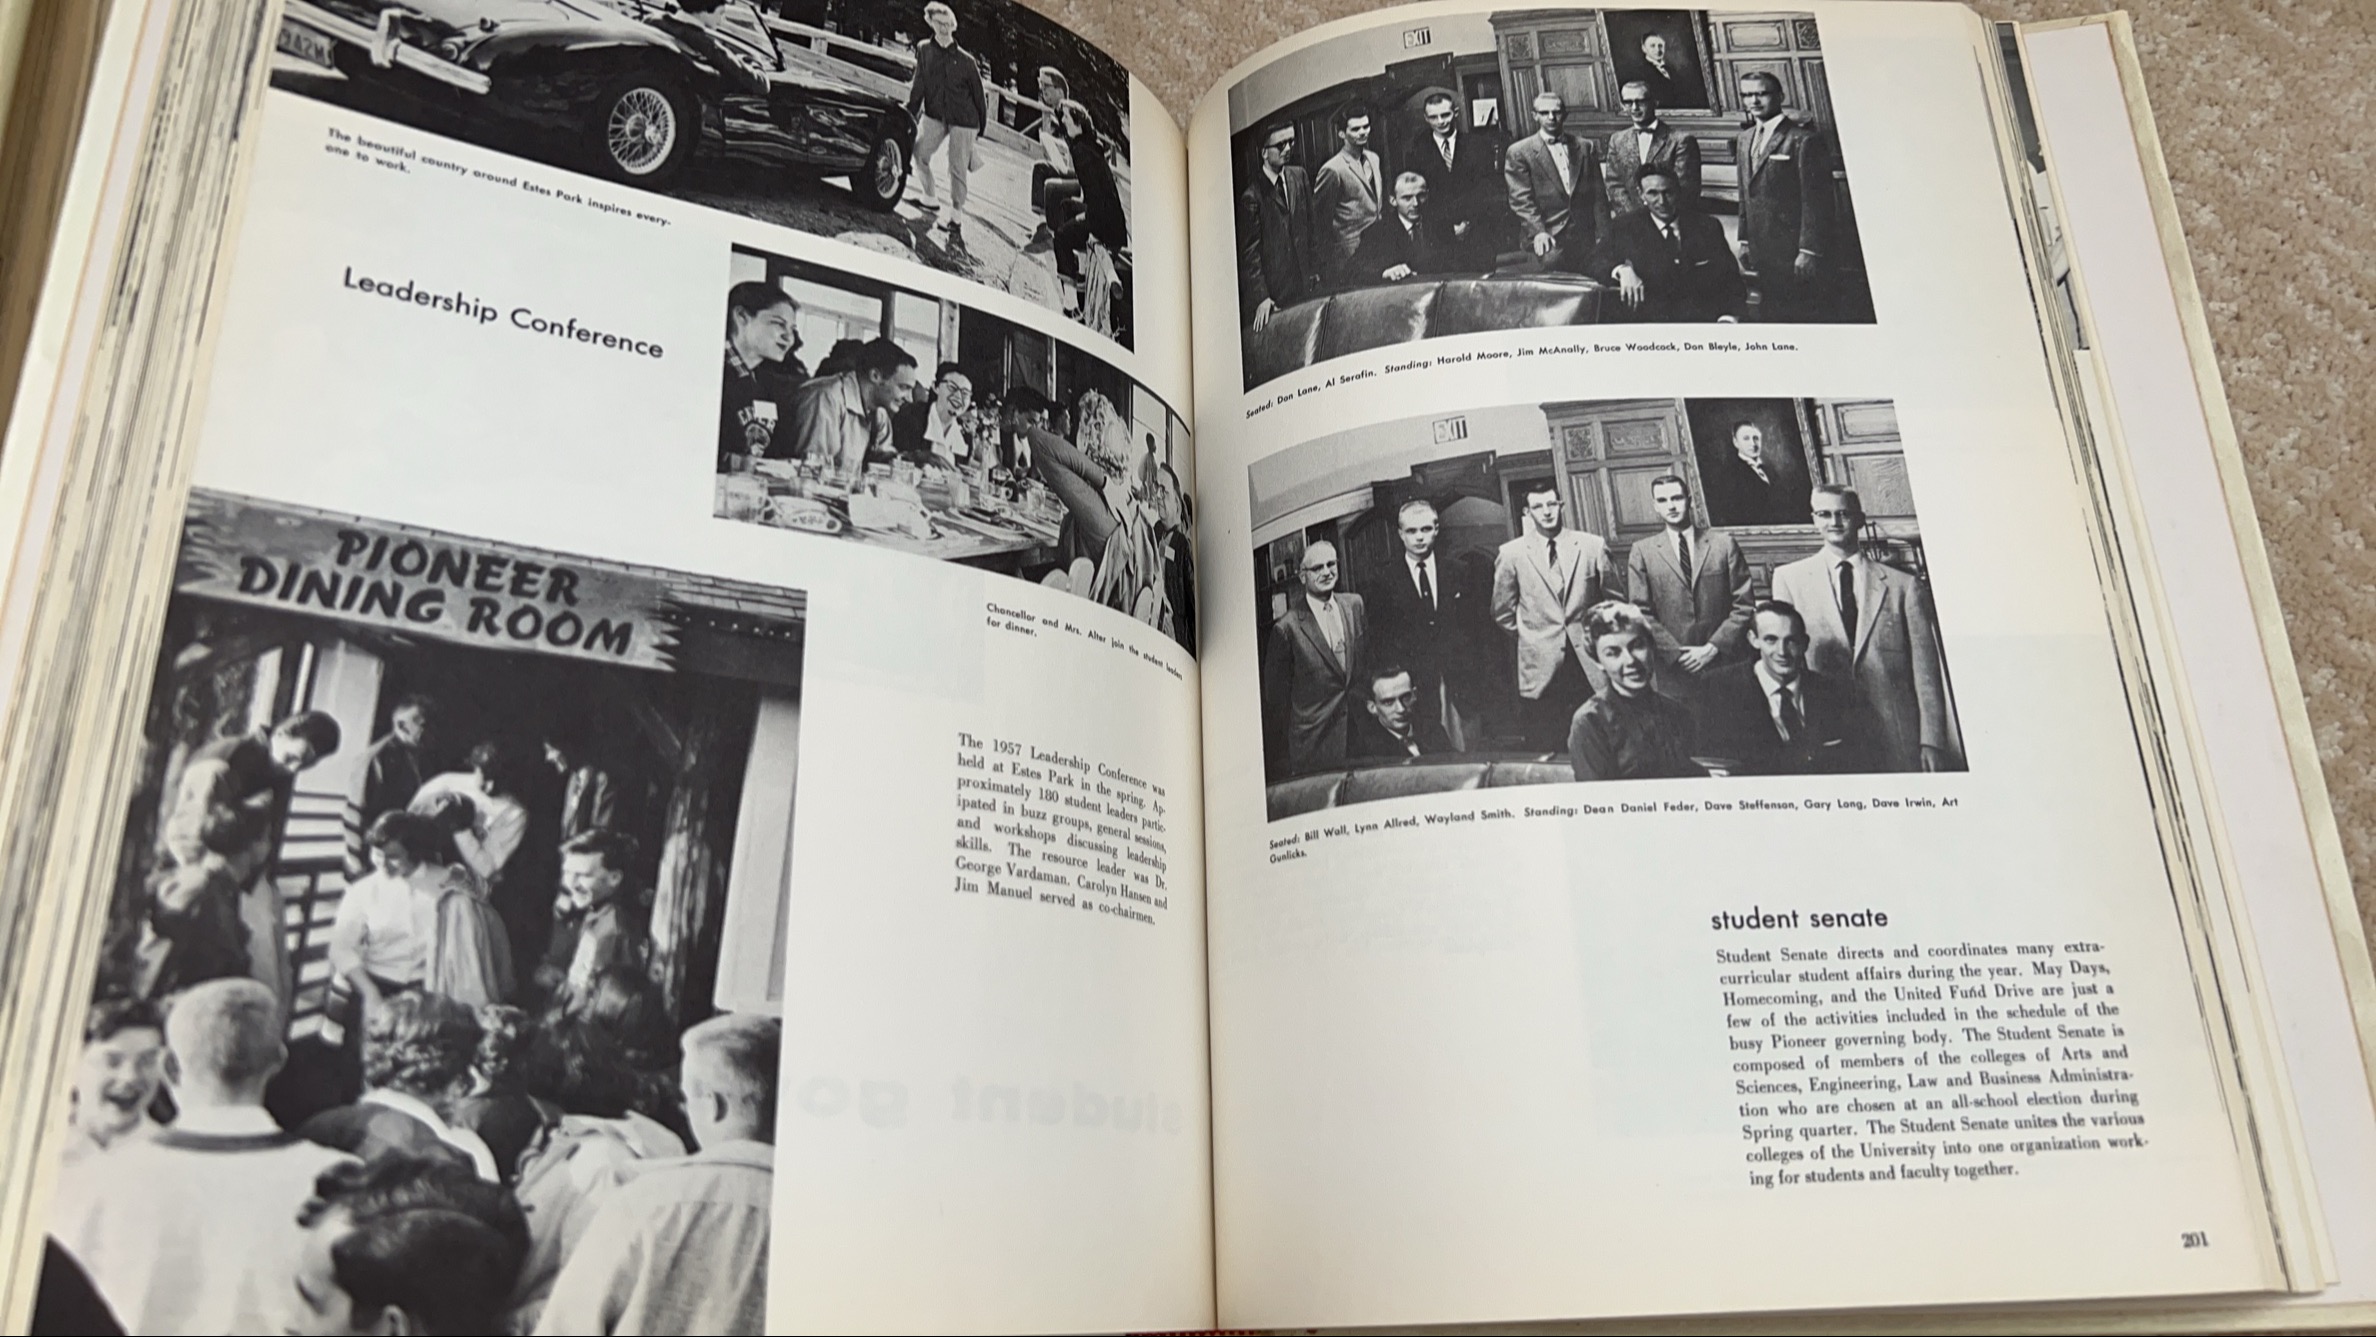 The beautiful country around Estes Park inspires every-
one to work.
Leadership Conference
PIONEER
DINING ROOM
Chancellor and Mrs. Alter join the student leaders
for dinner.
The 1957 Leadership Conference was
held at Estes Park in the spring. Ap-
proximately 180 student leaders partic-
ipated in buzz groups, general sessions,
and workshops discussing leadership
skills. The resource leader was Dr.
George Vardaman. Carolyn Hansen and
Jim Manuel served as co-chairmen.
EXIT
Seated: Don Lane, Al Serafin. Standing: Harold Moore, Jim McAnally, Bruce Woodcock, Don Bleyle, John Lane.
EXIT
Seated: Bill Wall, Lynn Allred, Wayland Smith. Standing: Dean Daniel Feder, Dave Steffenson, Gary Long, Dave Irwin, Art
Gunlicks.
student senate
Student Senate directs and coordinates many extra-
curricular student affairs during the year. May Days,
Homecoming, and the United Fund Drive are just a
few of the activities included in the schedule of the
busy Pioneer governing body. The Student Senate is
composed of members of the colleges of Arts and
Sciences, Engineering, Law and Business Administra-
tion who are chosen at an all-school election during
Spring quarter. The Student Senate unites the various
colleges of the University into one organization work-
ing for students and faculty together.
201